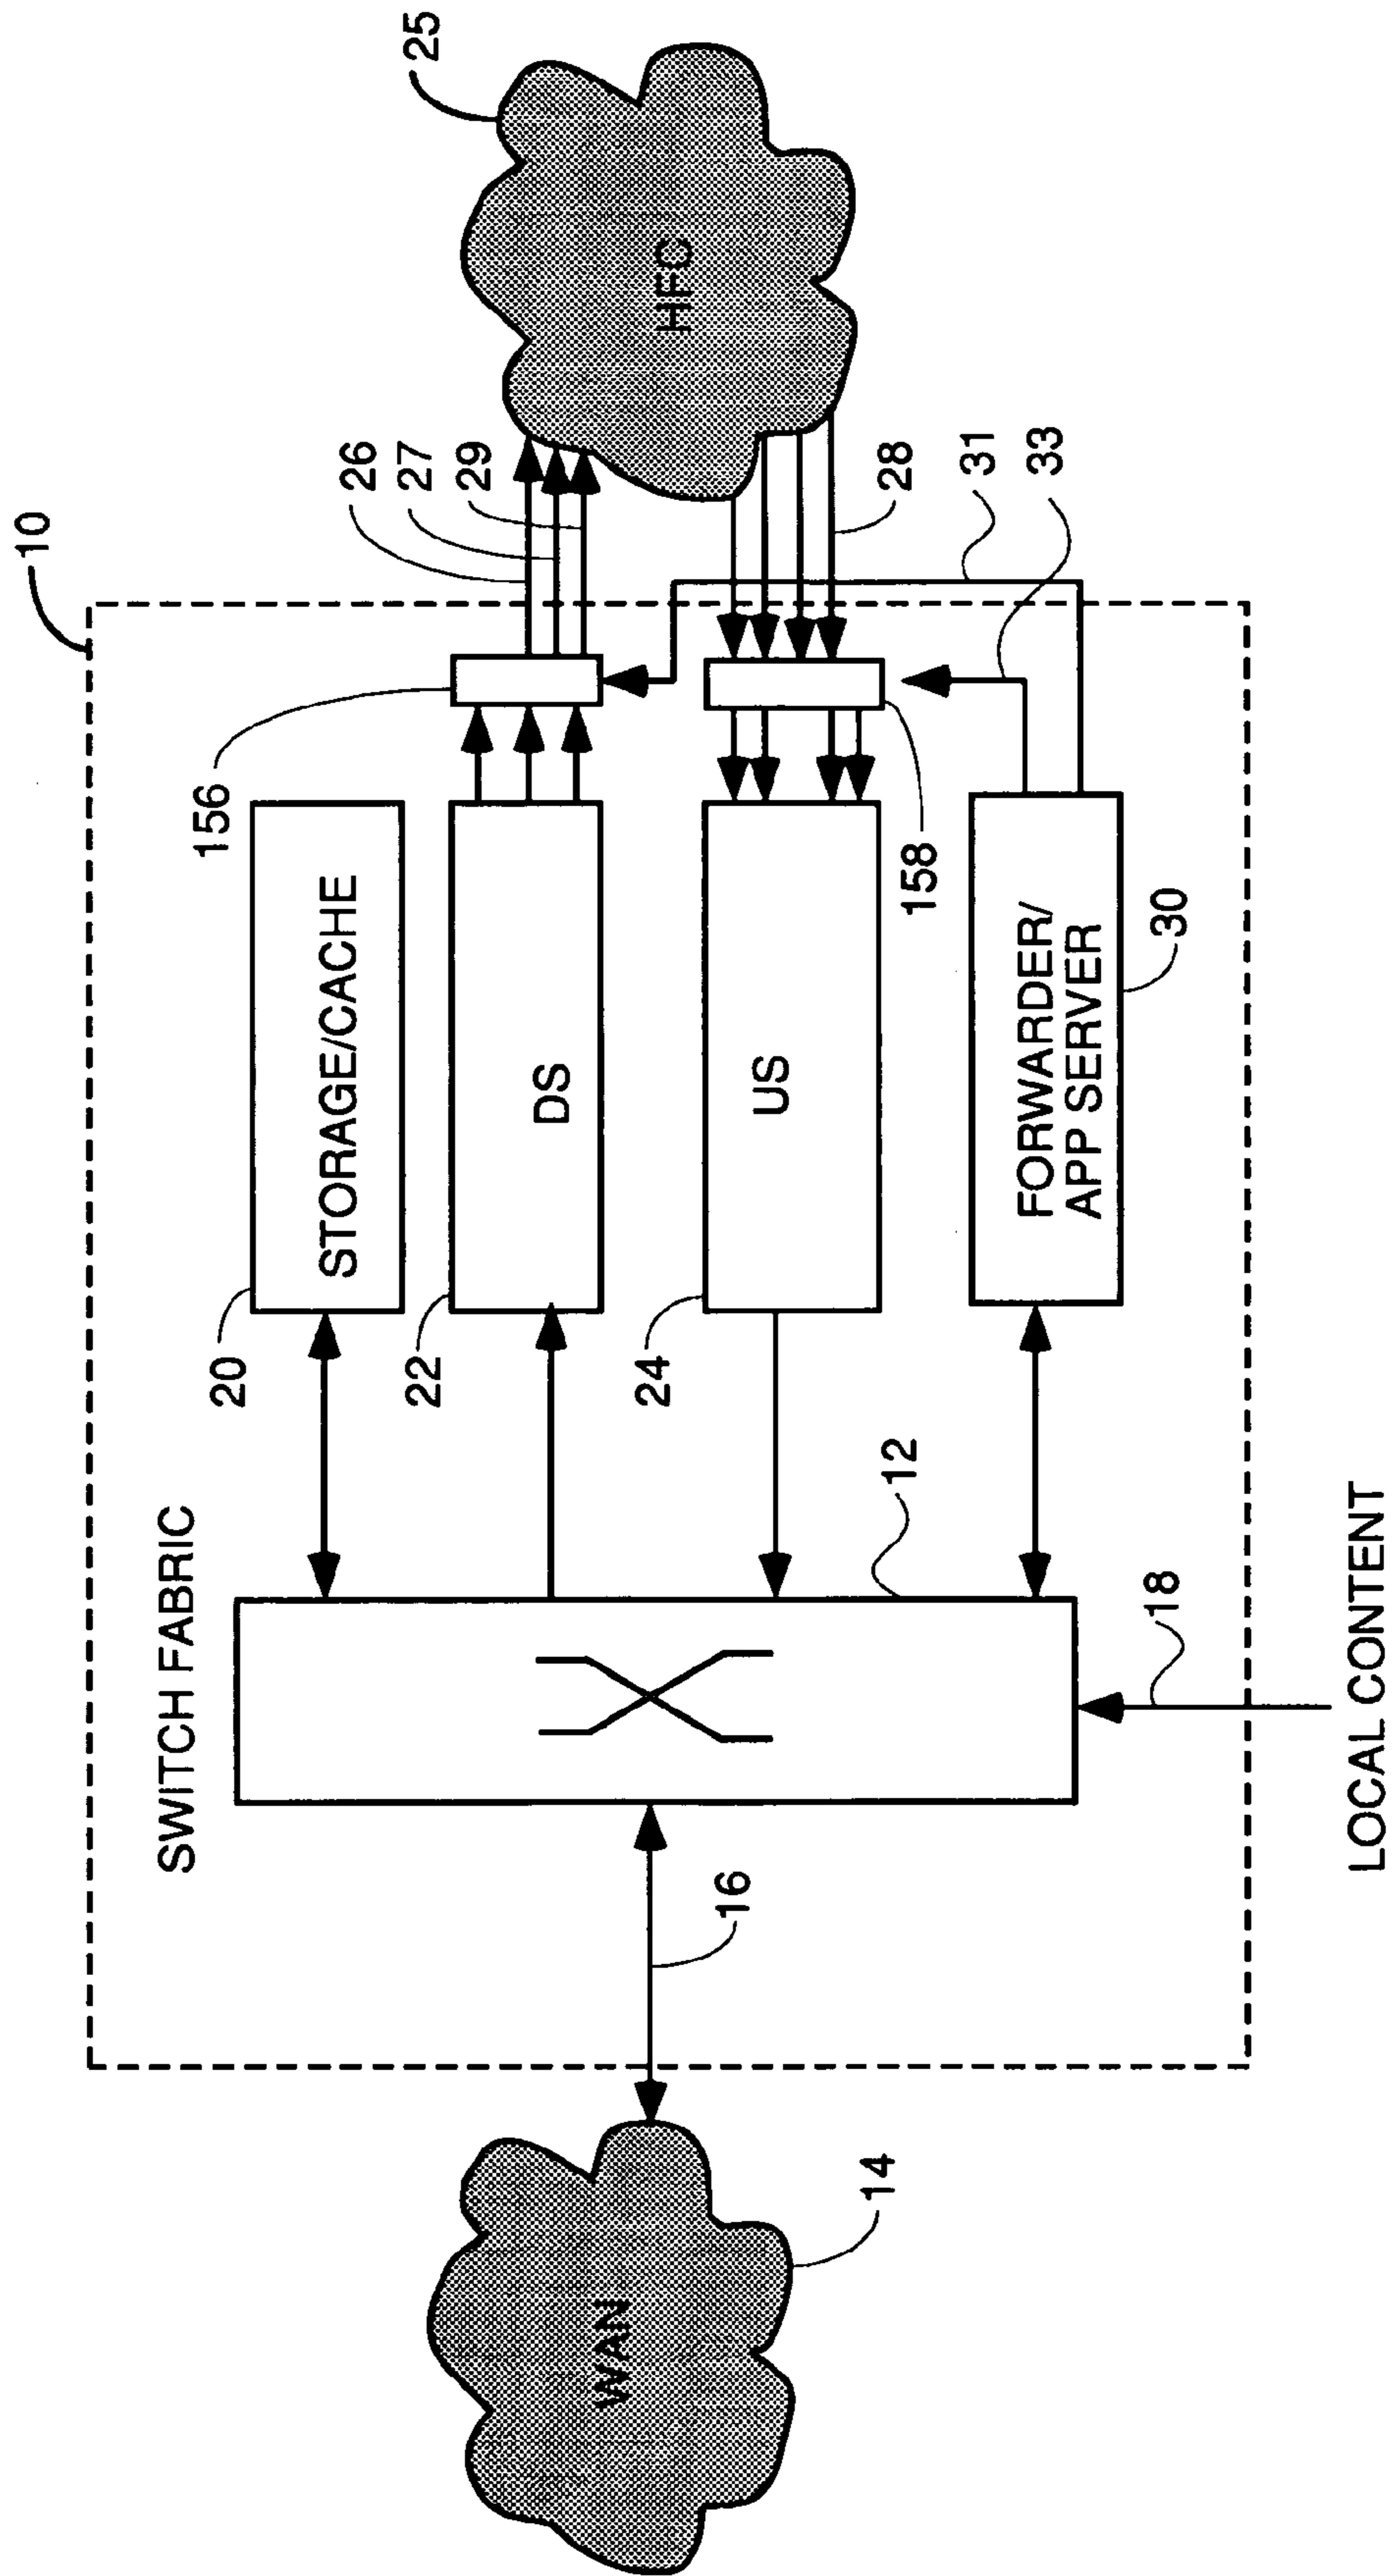 10
25
SWITCH FABRIC
20
STORAGE/CACHE
156
26
27
29
HFC
22
DS
WAN
14
16
12
24
US
158
28
31
33
FORWARDER/
APP SERVER
30
18
LOCAL CONTENT